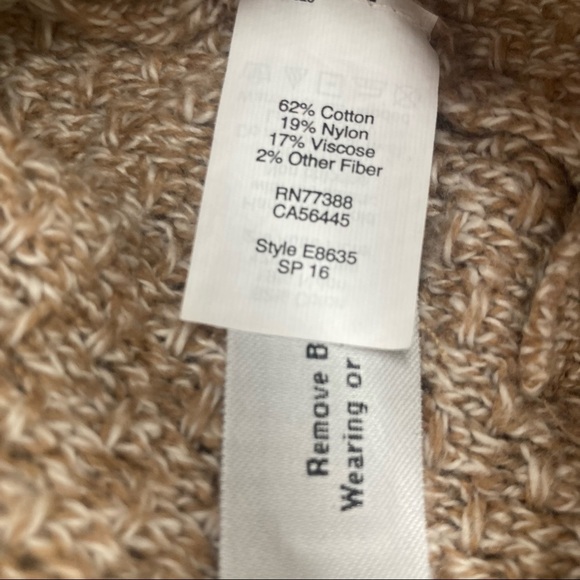 62% Cotton
19% Nylon
17% Viscose
2% Other Fiber
RN77388
CA56445
Style E8635
SP 16
Remove B
Wearing or